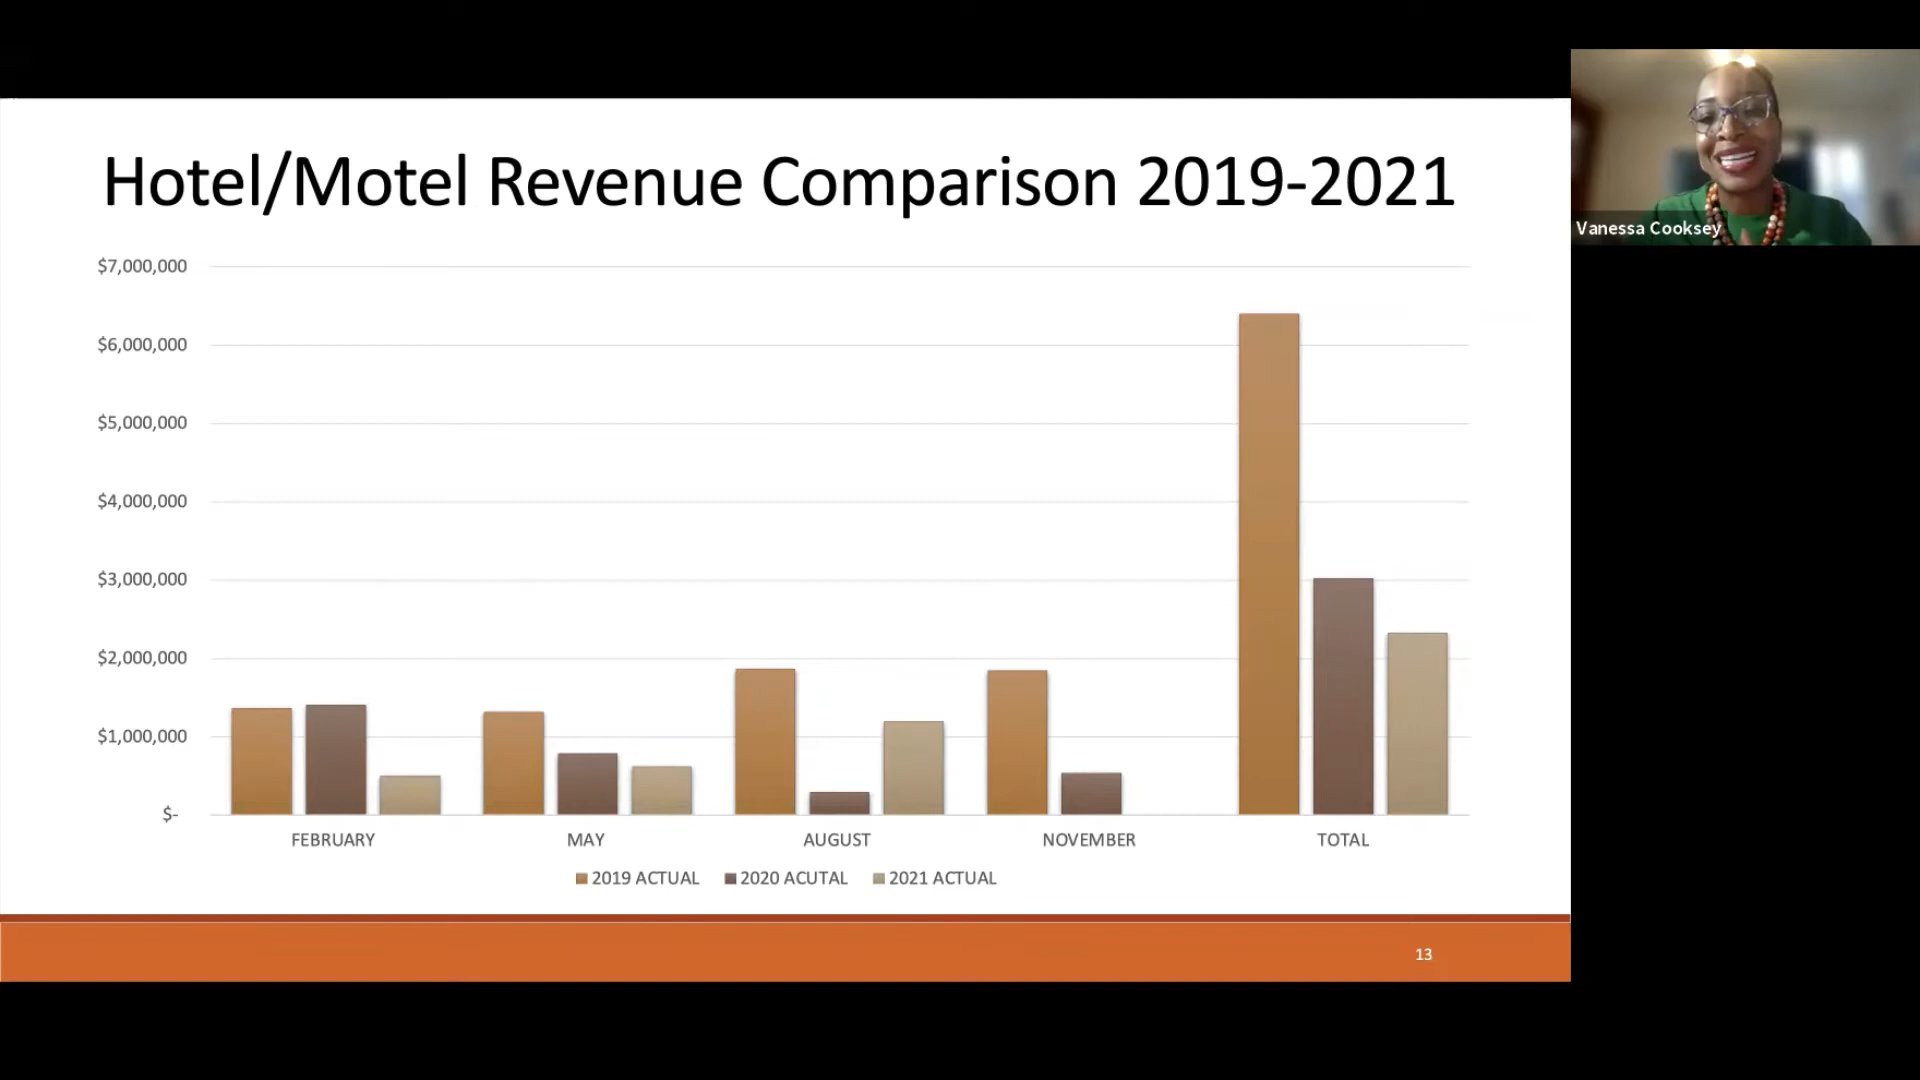 Hotel/Motel Revenue Comparison 2019-2021
Vanessa Cooksey
$7,000,000
$6,000,000
$5,000,000
$4,000,000
$3,000,000
$2,000,000
$1,000,000
$-
FEBRUARY MAY AUGUST NOVEMBER TOTAL
2019 ACTUAL 2020 ACUTAL 2021 ACTUAL
13